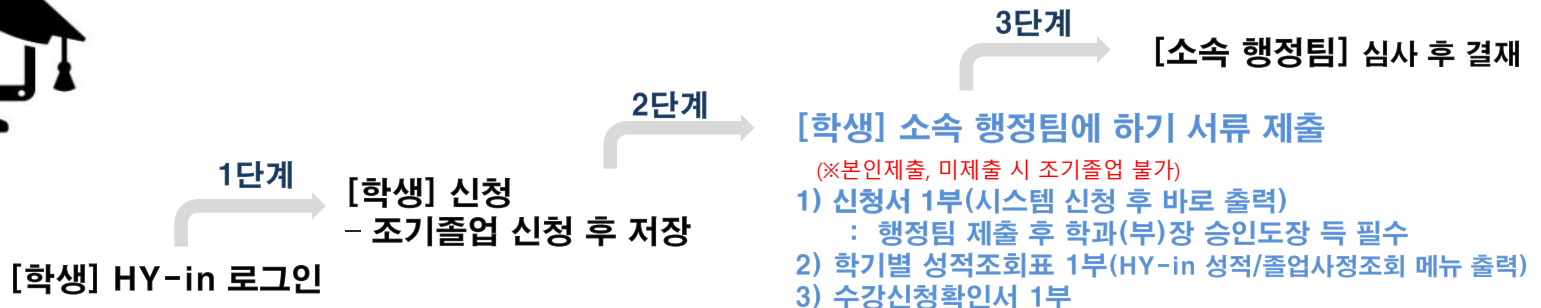 [학생] HY-in 로그인
1단계
[학생] 신청
- 조기졸업 신청 후 저장
2단계
[학생] 소속 행정팀에 하기 서류 제출
(※본인제출, 미제출 시 조기졸업 불가)
1) 신청서 1부(시스템 신청 후 바로 출력)
: 행정팀 제출 후 학과(부)장 승인도장 득 필수
2) 학기별 성적조회표 1부(HY-in 성적/졸업사정조회 메뉴 출력)
3) 수강신청확인서 1부
3단계
[소속 행정팀] 심사 후 결재